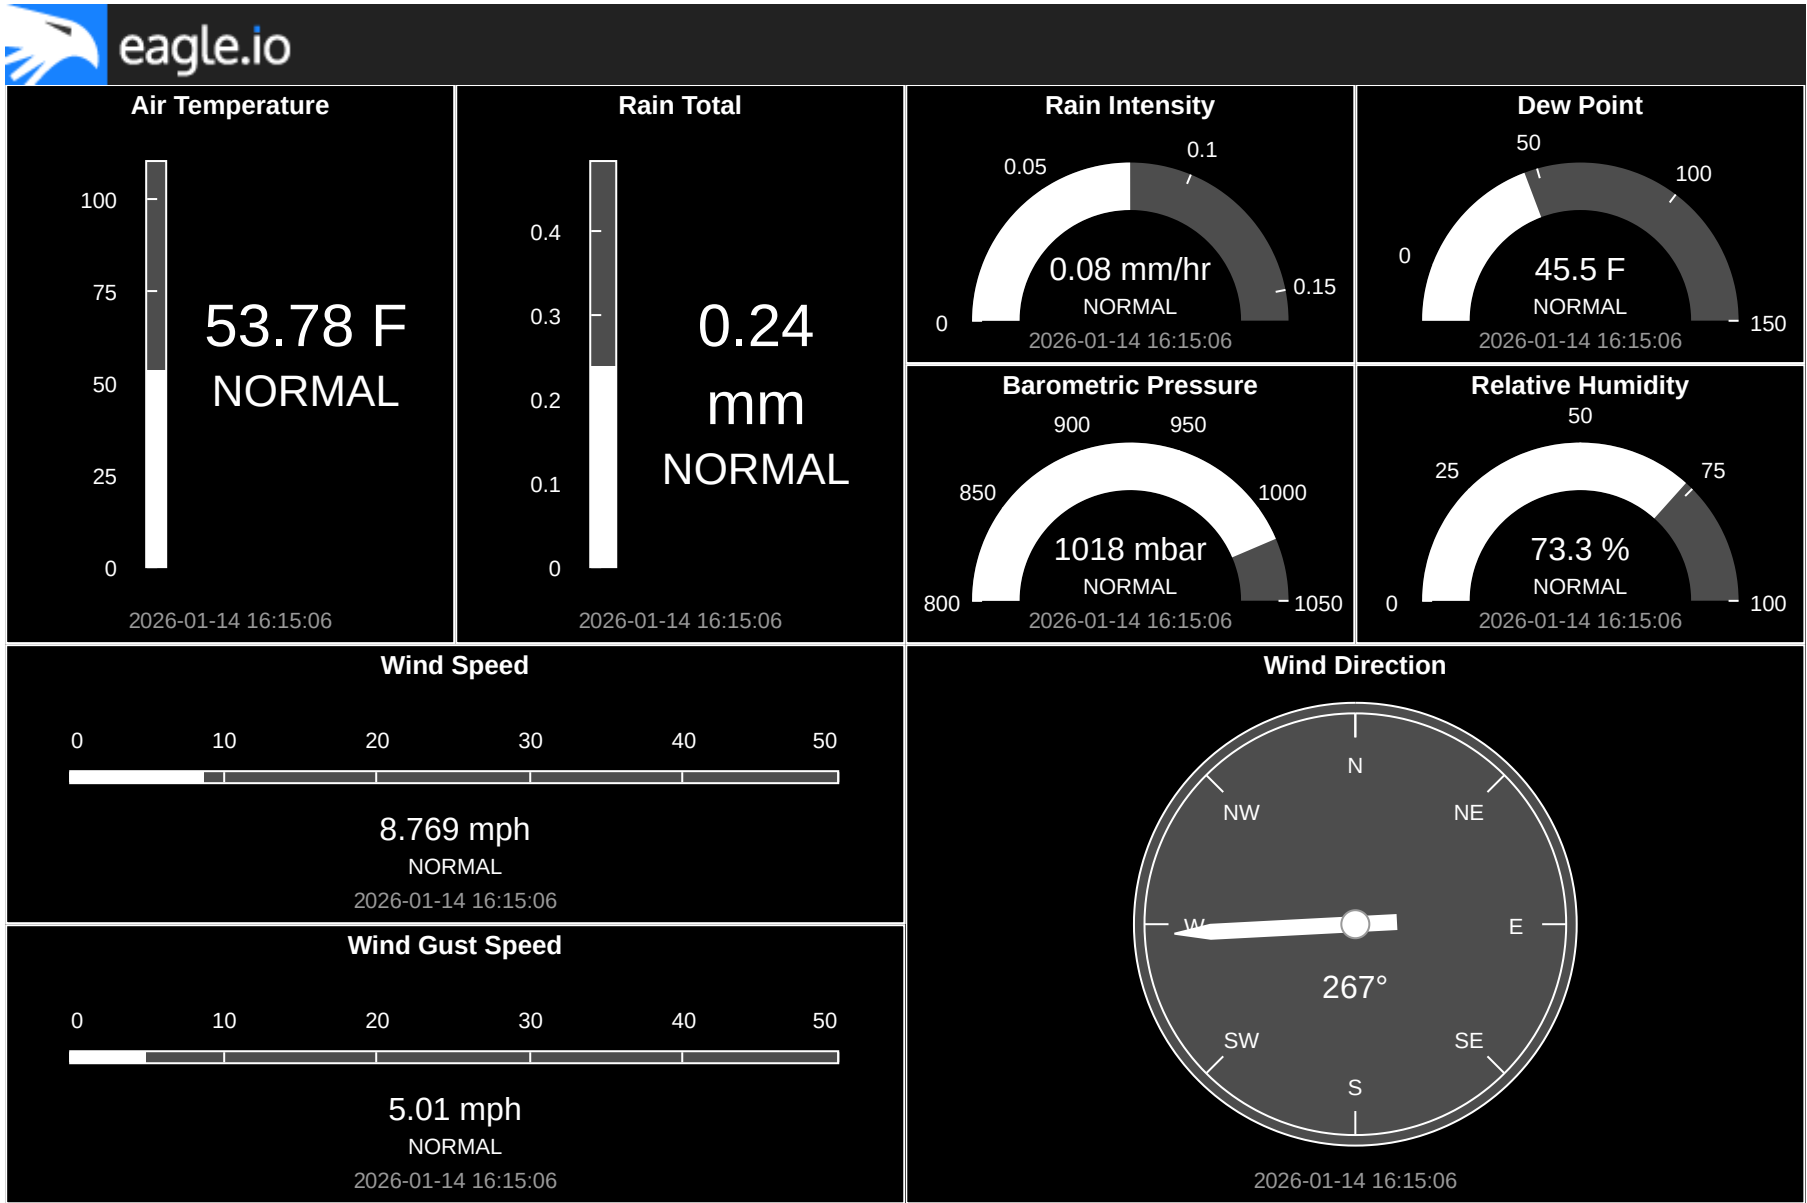 eagle.io
Air Temperature
100
75
50
25
0
53.78 F
NORMAL
2026-01-14 16:15:06
Rain Total
0.4
0.3
0.2
0.1
0
0.24
mm
NORMAL
2026-01-14 16:15:06
Rain Intensity
0
0.05
0.1
0.15
0.08 mm/hr
NORMAL
2026-01-14 16:15:06
Dew Point
0
50
100
150
45.5 F
NORMAL
2026-01-14 16:15:06
Barometric Pressure
800
850
900
950
1000
1050
1018 mbar
NORMAL
2026-01-14 16:15:06
Relative Humidity
0
25
50
75
100
73.3 %
NORMAL
2026-01-14 16:15:06
Wind Speed
0 10 20 30 40 50
8.769 mph
NORMAL
2026-01-14 16:15:06
Wind Gust Speed
0 10 20 30 40 50
5.01 mph
NORMAL
2026-01-14 16:15:06
Wind Direction
N
NW NE
W E
267°
SW SE
S
2026-01-14 16:15:06